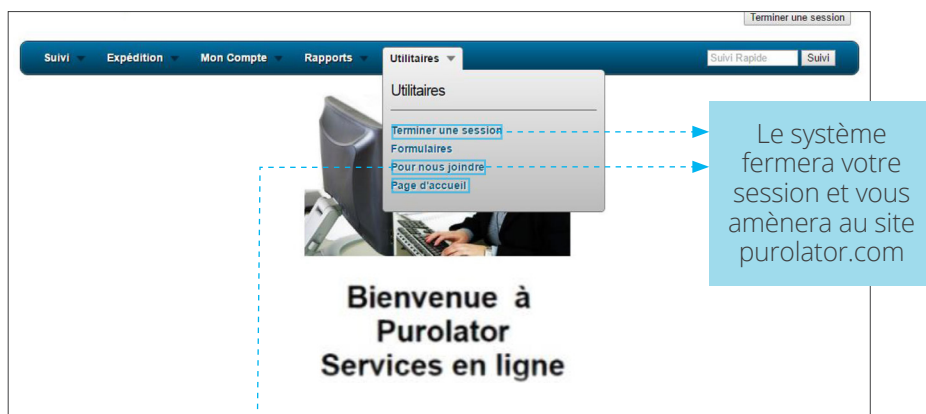 Terminer une session
Suivi
Expédition
Mon Compte
Rapports
Utilitaires
Suivi Rapide
Suivi
Utilitaires
Terminer une session
Formulaires
Pour nous joindre
Page d'accueil
Le système
fermera votre
session et vous
amènera au site
purolator.com
Bienvenue à
Purolator
Services en ligne